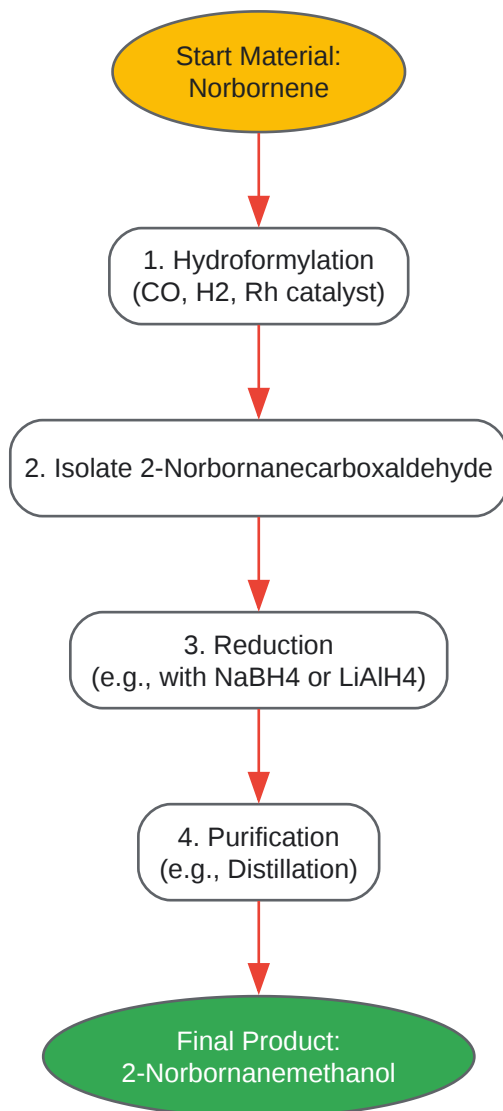 Start Material:
Norbornene
1. Hydroformylation
(CO, H2, Rh catalyst)
2. Isolate 2-Norbornanecarboxaldehyde
3. Reduction
(e.g., with NaBH4 or LiAlH4)
4. Purification
(e.g., Distillation)
Final Product:
2-Norbornanemethanol